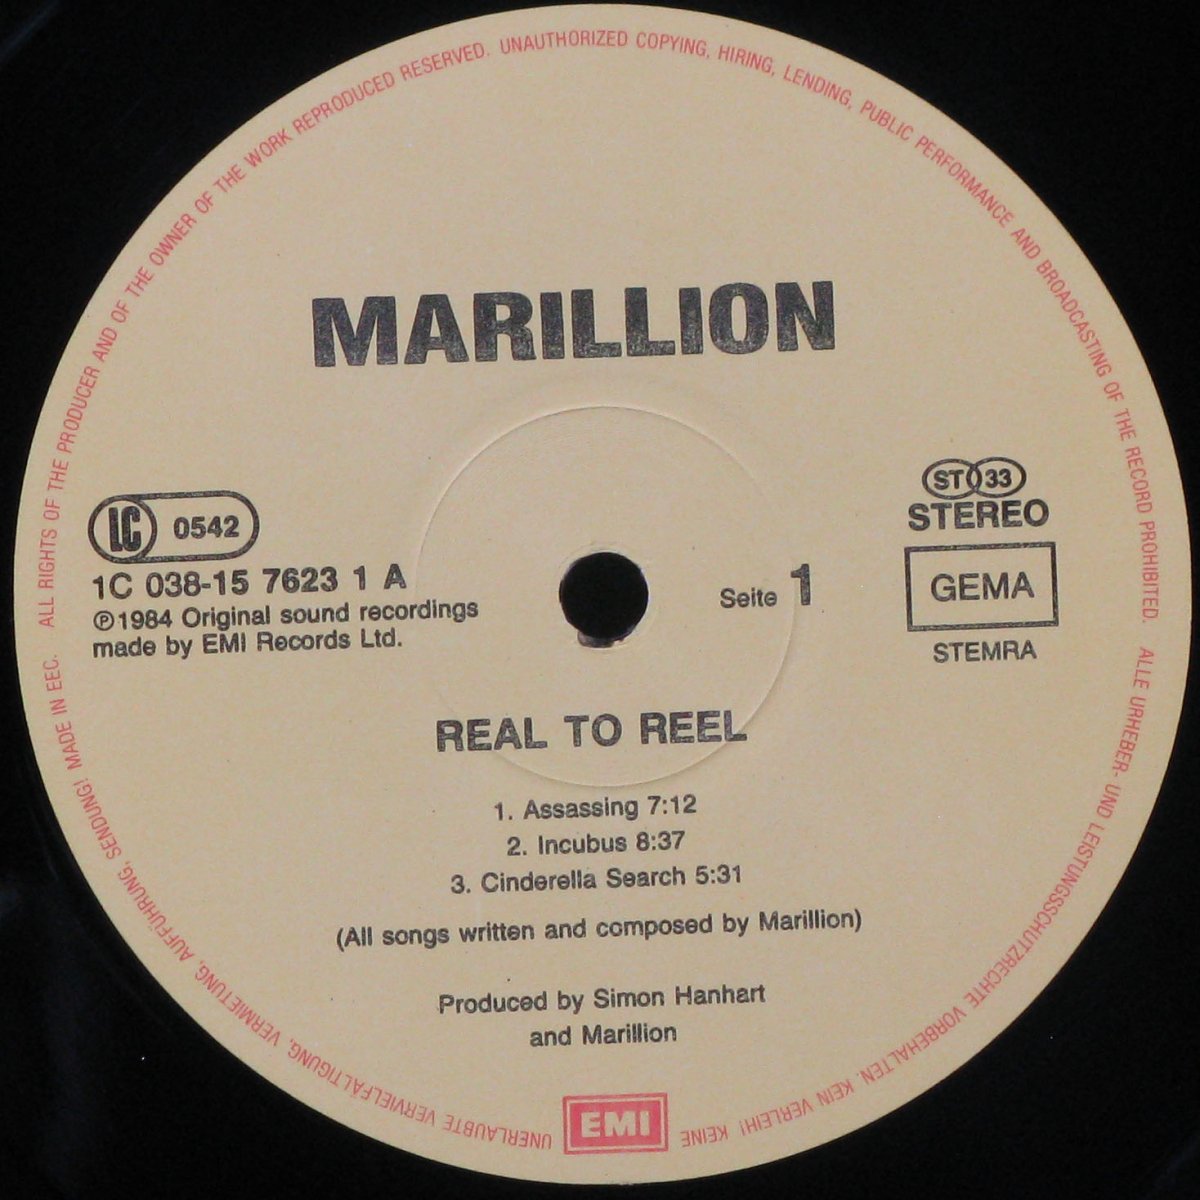 MARILLION
LC 0542
1C 038-15 7623 1 A
℗1984 Original sound recordings
made by EMI Records Ltd.
Seite 1
ST 33
STEREO
GEMA
STEMRA
REAL TO REEL
1. Assassing 7:12
2. Incubus 8:37
3. Cinderella Search 5:31
(All songs written and composed by Marillion)
Produced by Simon Hanhart
and Marillion
EMI
MADE IN EEC. ALL RIGHTS OF THE PRODUCER AND OF THE OWNER OF THE WORK REPRODUCED RESERVED. UNAUTHORIZED COPYING, HIRING, LENDING, PUBLIC PERFORMANCE AND BROADCASTING OF THE RECORD PROHIBITED. ALLE URHEBER- UND LEISTUNGSSCHUTZRECHTE VORBEHALTEN. KEIN VERLEIH! KEINE UNERLAUBTE VERVIELFÄLTIGUNG, VERMIETUNG, AUFFÜHRUNG, SENDUNG!